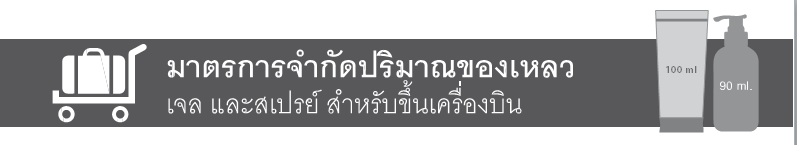 มาตรการจำกัดปริมาณของเหลว
เจล และสเปรย์ สำหรับขึ้นเครื่องบิน
100 ml
90 ml.